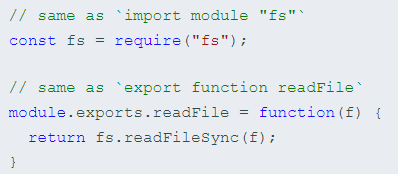 // same as `import module "fs"`
const fs = require("fs");

// same as `export function readFile`
module.exports.readFile = function(f) {
  return fs.readFileSync(f);
}